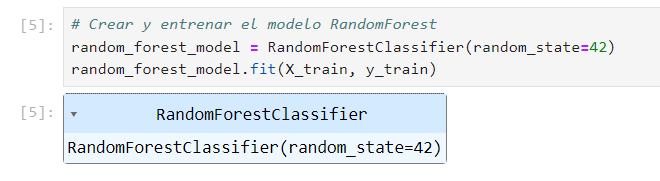 [5]: # Crear y entrenar el modelo RandomForest
random_forest_model = RandomForestClassifier(random_state=42)
random_forest_model.fit(X_train, y_train)
[5]: ▾ RandomForestClassifier
RandomForestClassifier(random_state=42)